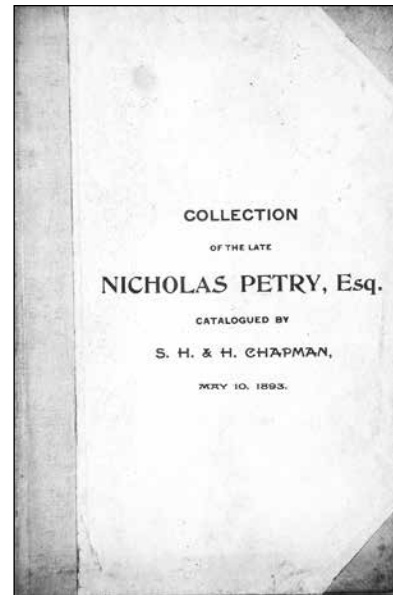 COLLECTION
OF THE LATE
NICHOLAS PETRY, Esq.
CATALOGUED BY
S. H. & H. CHAPMAN,
MAY 10, 1893.